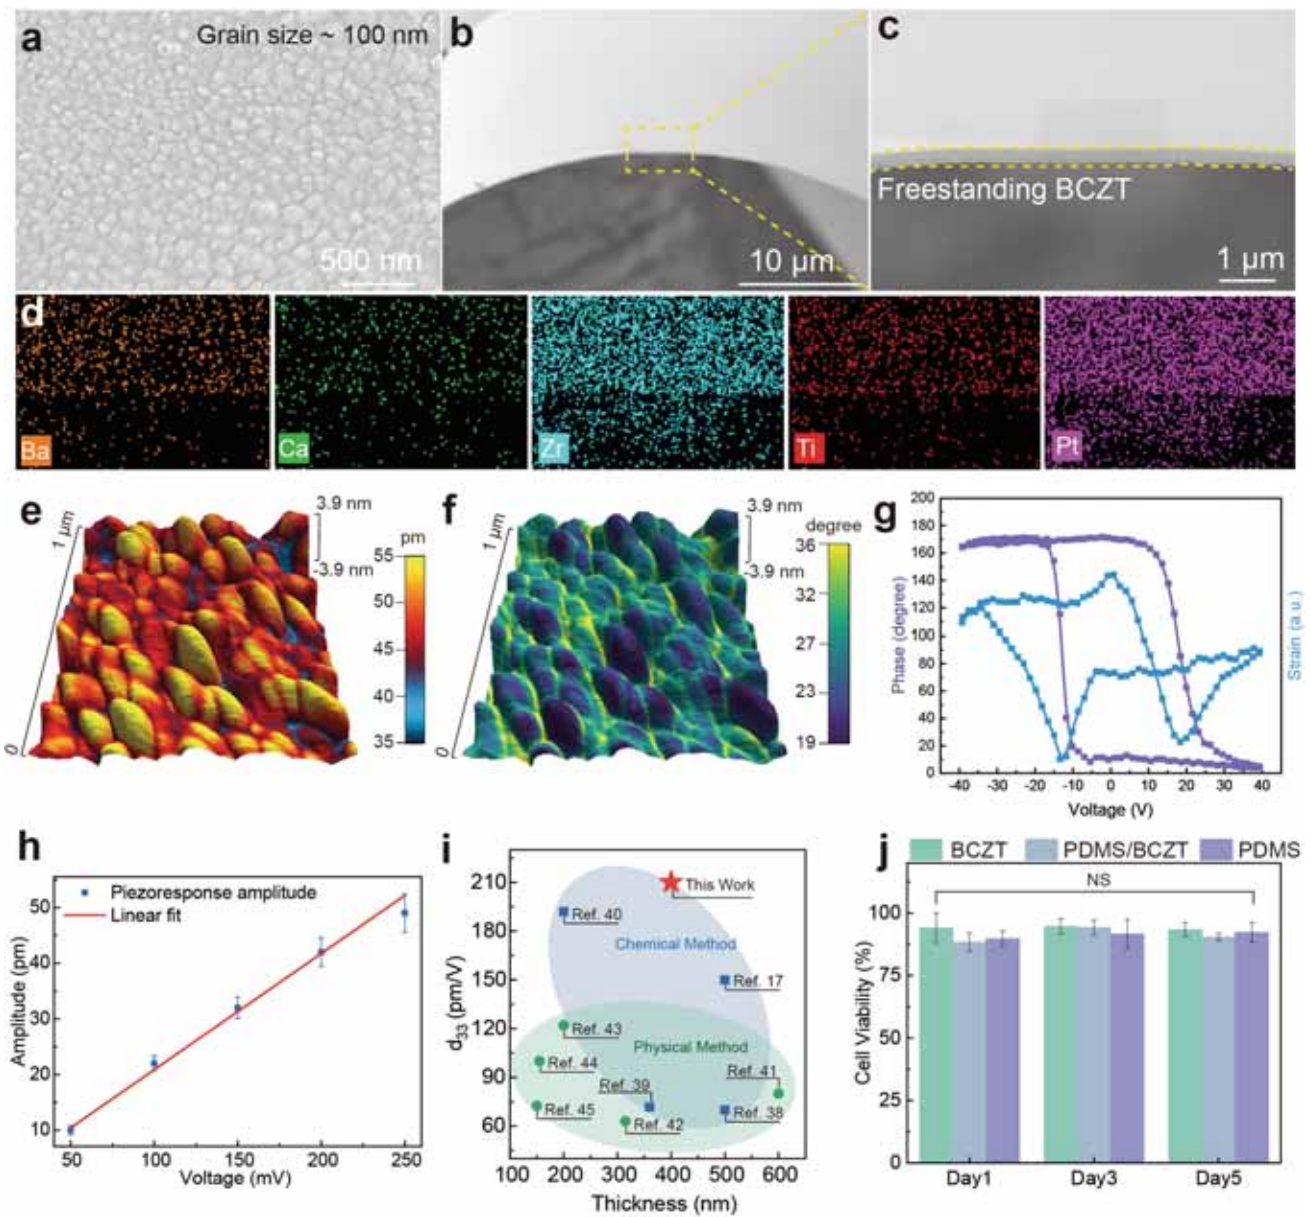 a
Grain size ~ 100 nm
500 nm
b
10 µm
c
Freestanding BCZT
1 µm
d
Ba
Ca
Zr
Ti
Pt
e
1 µm
0
3.9 nm
-3.9 nm
pm
55
50
45
40
35
f
1 µm
0
3.9 nm
-3.9 nm
degree
36
32
27
23
19
g
200
180
160
140
120
100
80
60
40
20
0
Phase (degree)
Strain (a.u.)
-40 -30 -20 -10 0 10 20 30 40
Voltage (V)
h
Piezoresponse amplitude
Linear fit
50
40
30
20
10
Amplitude (pm)
50 100 150 200 250
Voltage (mV)
i
210
180
150
120
90
60
d33 (pm/V)
This Work
Ref. 40
Chemical Method
Ref. 17
Ref. 43
Physical Method
Ref. 44
Ref. 41
Ref. 39
Ref. 45
Ref. 42
Ref. 38
100 200 300 400 500 600
Thickness (nm)
j
BCZT PDMS/BCZT PDMS
NS
100
75
50
25
0
Cell Viability (%)
Day1 Day3 Day5